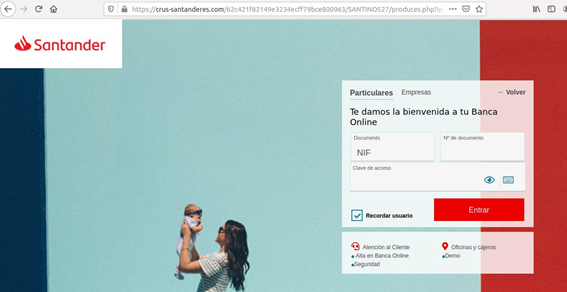 https://crus-santanderes.com/62c421f82149e3234ecff79bce800963/SANTINOS27/produces.php?i
Santander
Particulares Empresas ← Volver
Te damos la bienvenida a tu Banca
Online
Documento Nº de documento
NIF
Clave de acceso
Recordar usuario Entrar
Atención al Cliente Oficinas y cajeros
Alta en Banca Online Demo
Seguridad